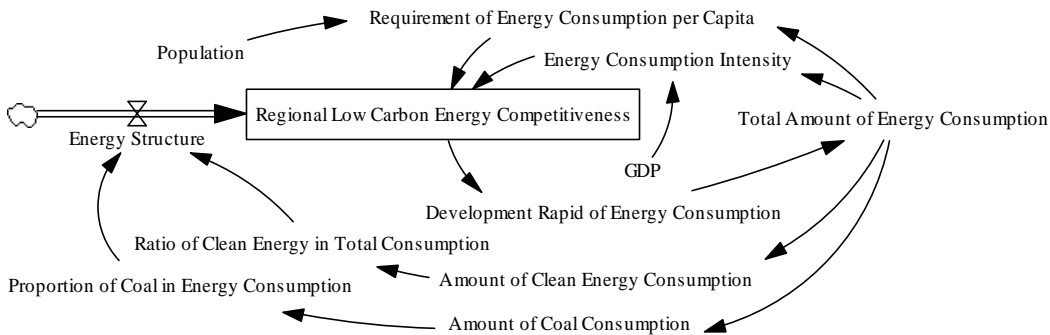 Requirement of Energy Consumption per Capita
Population
Energy Consumption Intensity
Regional Low Carbon Energy Competitiveness
Total Amount of Energy Consumption
Energy Structure
GDP
Development Rapid of Energy Consumption
Ratio of Clean Energy in Total Consumption
Amount of Clean Energy Consumption
Proportion of Coal in Energy Consumption
Amount of Coal Consumption